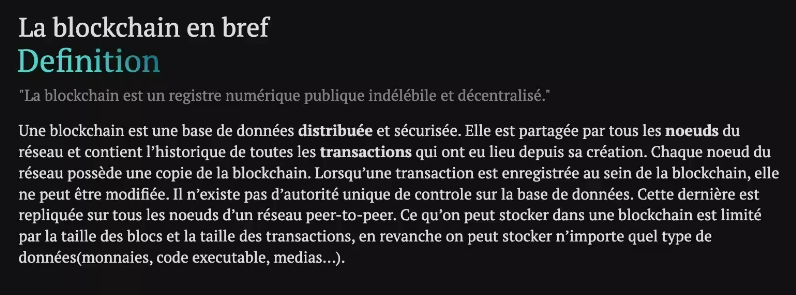 La blockchain en bref
Definition
"La blockchain est un registre numérique publique indélébile et décentralisé."
Une blockchain est une base de données distribuée et sécurisée. Elle est partagée par tous les noeuds du
réseau et contient l'historique de toutes les transactions qui ont eu lieu depuis sa création. Chaque noeud du
réseau possède une copie de la blockchain. Lorsqu'une transaction est enregistrée au sein de la blockchain, elle
ne peut être modifiée. Il n'existe pas d'autorité unique de controle sur la base de données. Cette dernière est
repliquée sur tous les noeuds d'un réseau peer-to-peer. Ce qu'on peut stocker dans une blockchain est limité
par la taille des blocs et la taille des transactions, en revanche on peut stocker n'importe quel type de
données(monnaies, code executable, medias...).